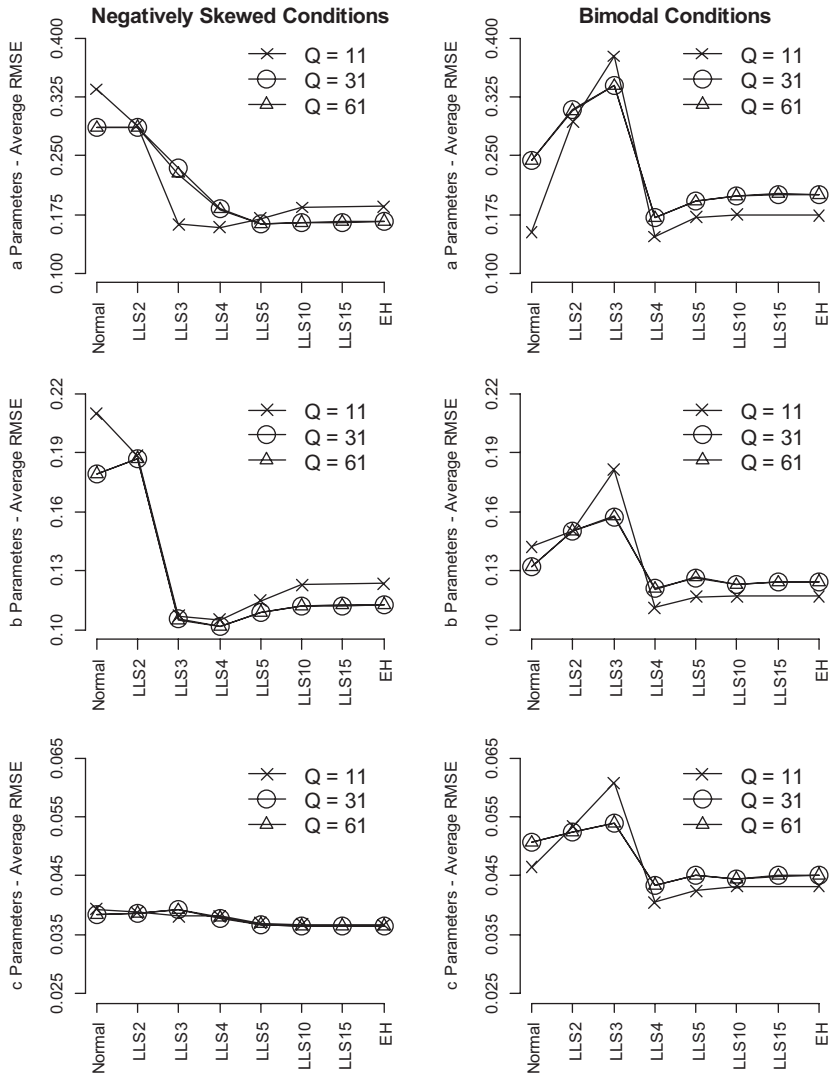 Negatively Skewed Conditions
a Parameters - Average RMSE
0.400
0.325
0.250
0.175
0.100
Q = 11
Q = 31
Q = 61
Normal
LLS2
LLS3
LLS4
LLS5
LLS10
LLS15
EH
Bimodal Conditions
a Parameters - Average RMSE
0.400
0.325
0.250
0.175
0.100
Q = 11
Q = 31
Q = 61
Normal
LLS2
LLS3
LLS4
LLS5
LLS10
LLS15
EH
b Parameters - Average RMSE
0.22
0.19
0.16
0.13
0.10
Q = 11
Q = 31
Q = 61
Normal
LLS2
LLS3
LLS4
LLS5
LLS10
LLS15
EH
b Parameters - Average RMSE
0.22
0.19
0.16
0.13
0.10
Q = 11
Q = 31
Q = 61
Normal
LLS2
LLS3
LLS4
LLS5
LLS10
LLS15
EH
c Parameters - Average RMSE
0.065
0.055
0.045
0.035
0.025
Q = 11
Q = 31
Q = 61
Normal
LLS2
LLS3
LLS4
LLS5
LLS10
LLS15
EH
c Parameters - Average RMSE
0.065
0.055
0.045
0.035
0.025
Q = 11
Q = 31
Q = 61
Normal
LLS2
LLS3
LLS4
LLS5
LLS10
LLS15
EH